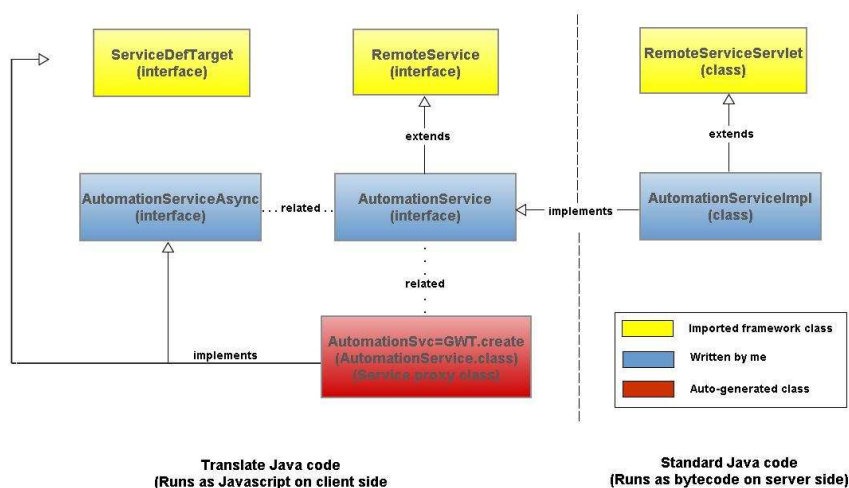 ServiceDefTarget
(interface)
RemoteService
(interface)
RemoteServiceServlet
(class)
extends
extends
AutomationServiceAsync
(interface)
related
AutomationService
(interface)
implements
AutomationServiceImpl
(class)
related
AutomationSvc=GWT.create
(AutomationService.class)
(Service proxy class)
implements
Imported framework class
Written by me
Auto-generated class
Translate Java code
(Runs as Javascript on client side
Standard Java code
(Runs as bytecode on server side)